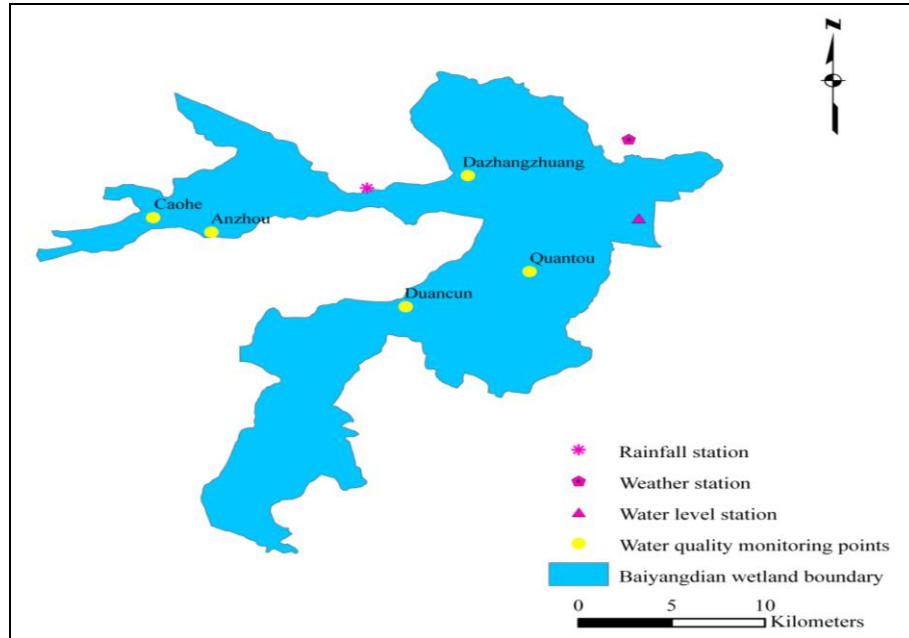 N
Dazhangzhuang
Caohe
Anzhou
Quantou
Duancun
Rainfall station
Weather station
Water level station
Water quality monitoring points
Baiyangdian wetland boundary
0 5 10
Kilometers